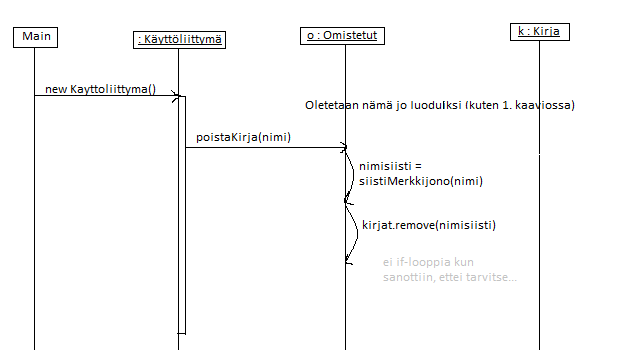 Main
: Käyttöliittymä
o : Omistetut
k : Kirja
new Kayttoliittyma()
Oletetaan nämä jo luoduiksi (kuten 1. kaaviossa)
poistaKirja(nimi)
nimisiisti =
siistiMerkkijono(nimi)
kirjat.remove(nimisiisti)
ei if-looppia kun
sanottiin, ettei tarvitse...